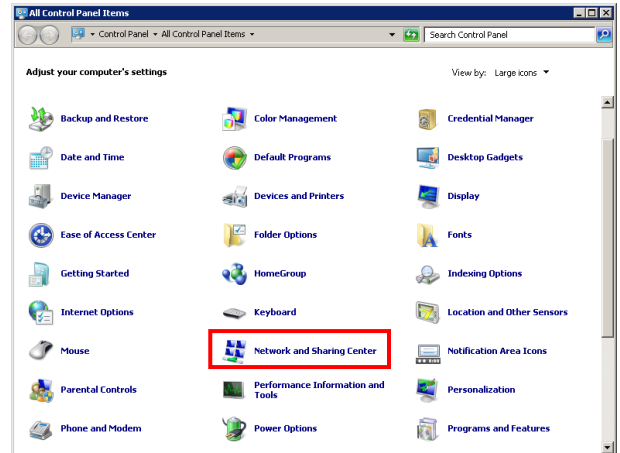 All Control Panel Items
Control Panel All Control Panel Items Search Control Panel
Adjust your computer's settings View by: Large icons
Backup and Restore Color Management Credential Manager
Date and Time Default Programs Desktop Gadgets
Device Manager Devices and Printers Display
Ease of Access Center Folder Options Fonts
Getting Started HomeGroup Indexing Options
Internet Options Keyboard Location and Other Sensors
Mouse Network and Sharing Center Notification Area Icons
Parental Controls Performance Information and Personalization
Tools
Phone and Modem Power Options Programs and Features